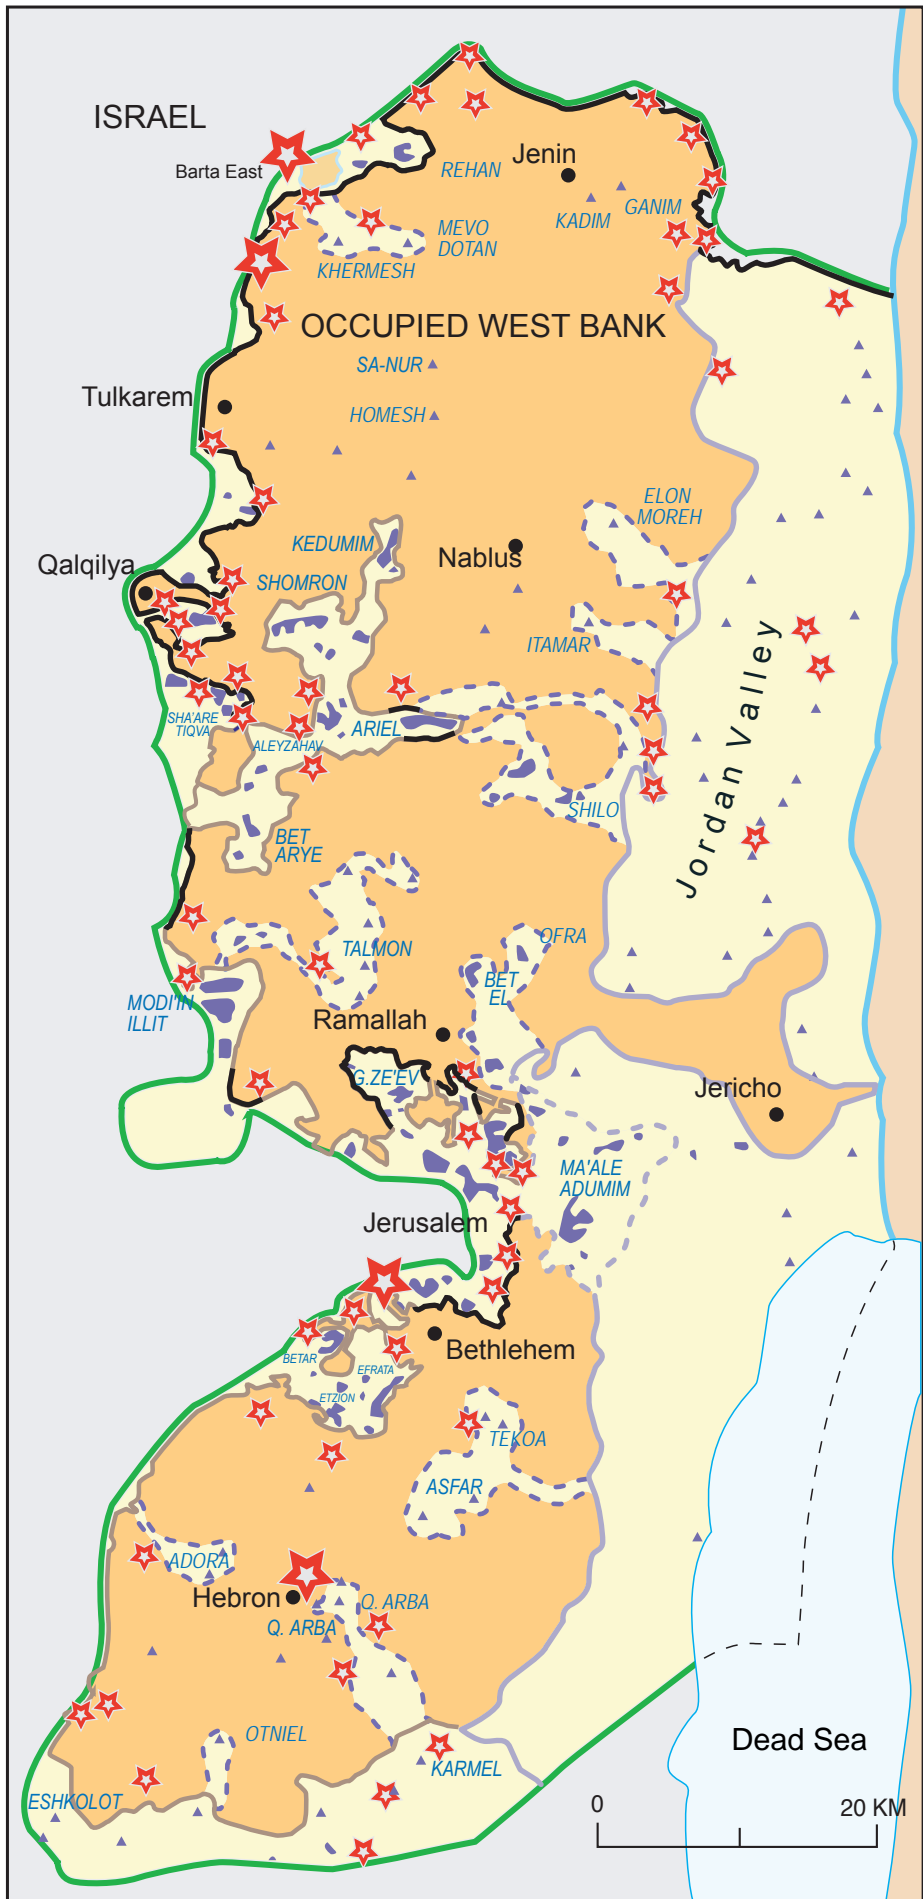 ISRAEL
Barta East
REHAN
Jenin
KADIM
GANIM
MEVO
DOTAN
KHERMESH
OCCUPIED WEST BANK
SA-NUR
Tulkarem
HOMESH
ELON
MOREH
KEDUMIM
Nablus
Qalqilya
SHOMRON
ITAMAR
SHA'ARE
TIQVA
ALEYZAHAV
ARIEL
Jordan Valley
SHILO
BET
ARYE
TALMON
OFRA
BET
EL
MODI'IN
ILLIT
Ramallah
G.ZE'EV
Jericho
MA'ALE
ADUMIM
Jerusalem
Bethlehem
BETAR
EFRATA
ETZION
TEKOA
ASFAR
ADORA
Hebron
Q. ARBA
Q. ARBA
OTNIEL
Dead Sea
KARMEL
ESHKOLOT
0
20 KM